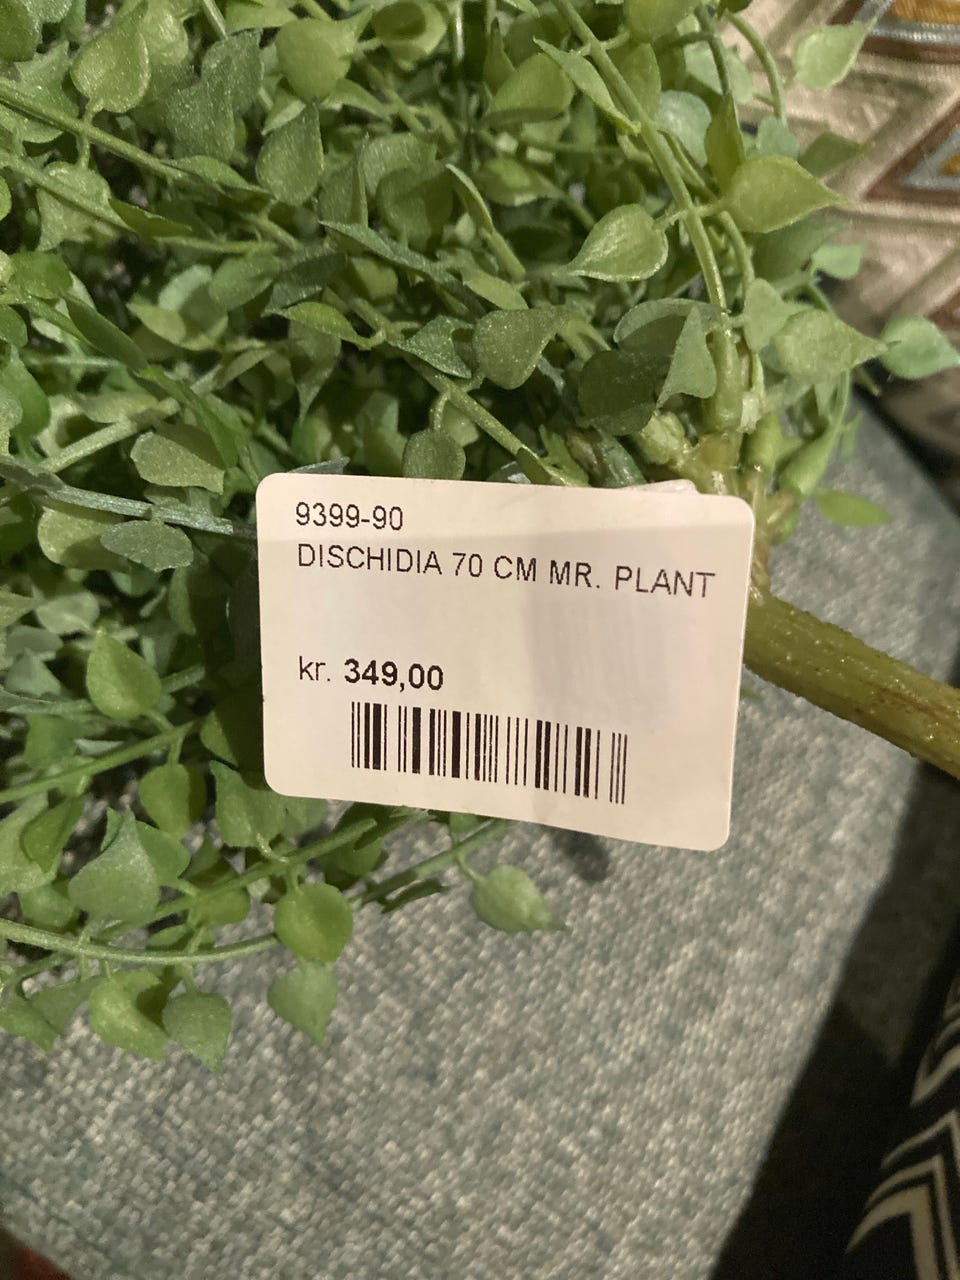 9399-90
DISCHIDIA 70 CM MR. PLANT
kr. 349,00